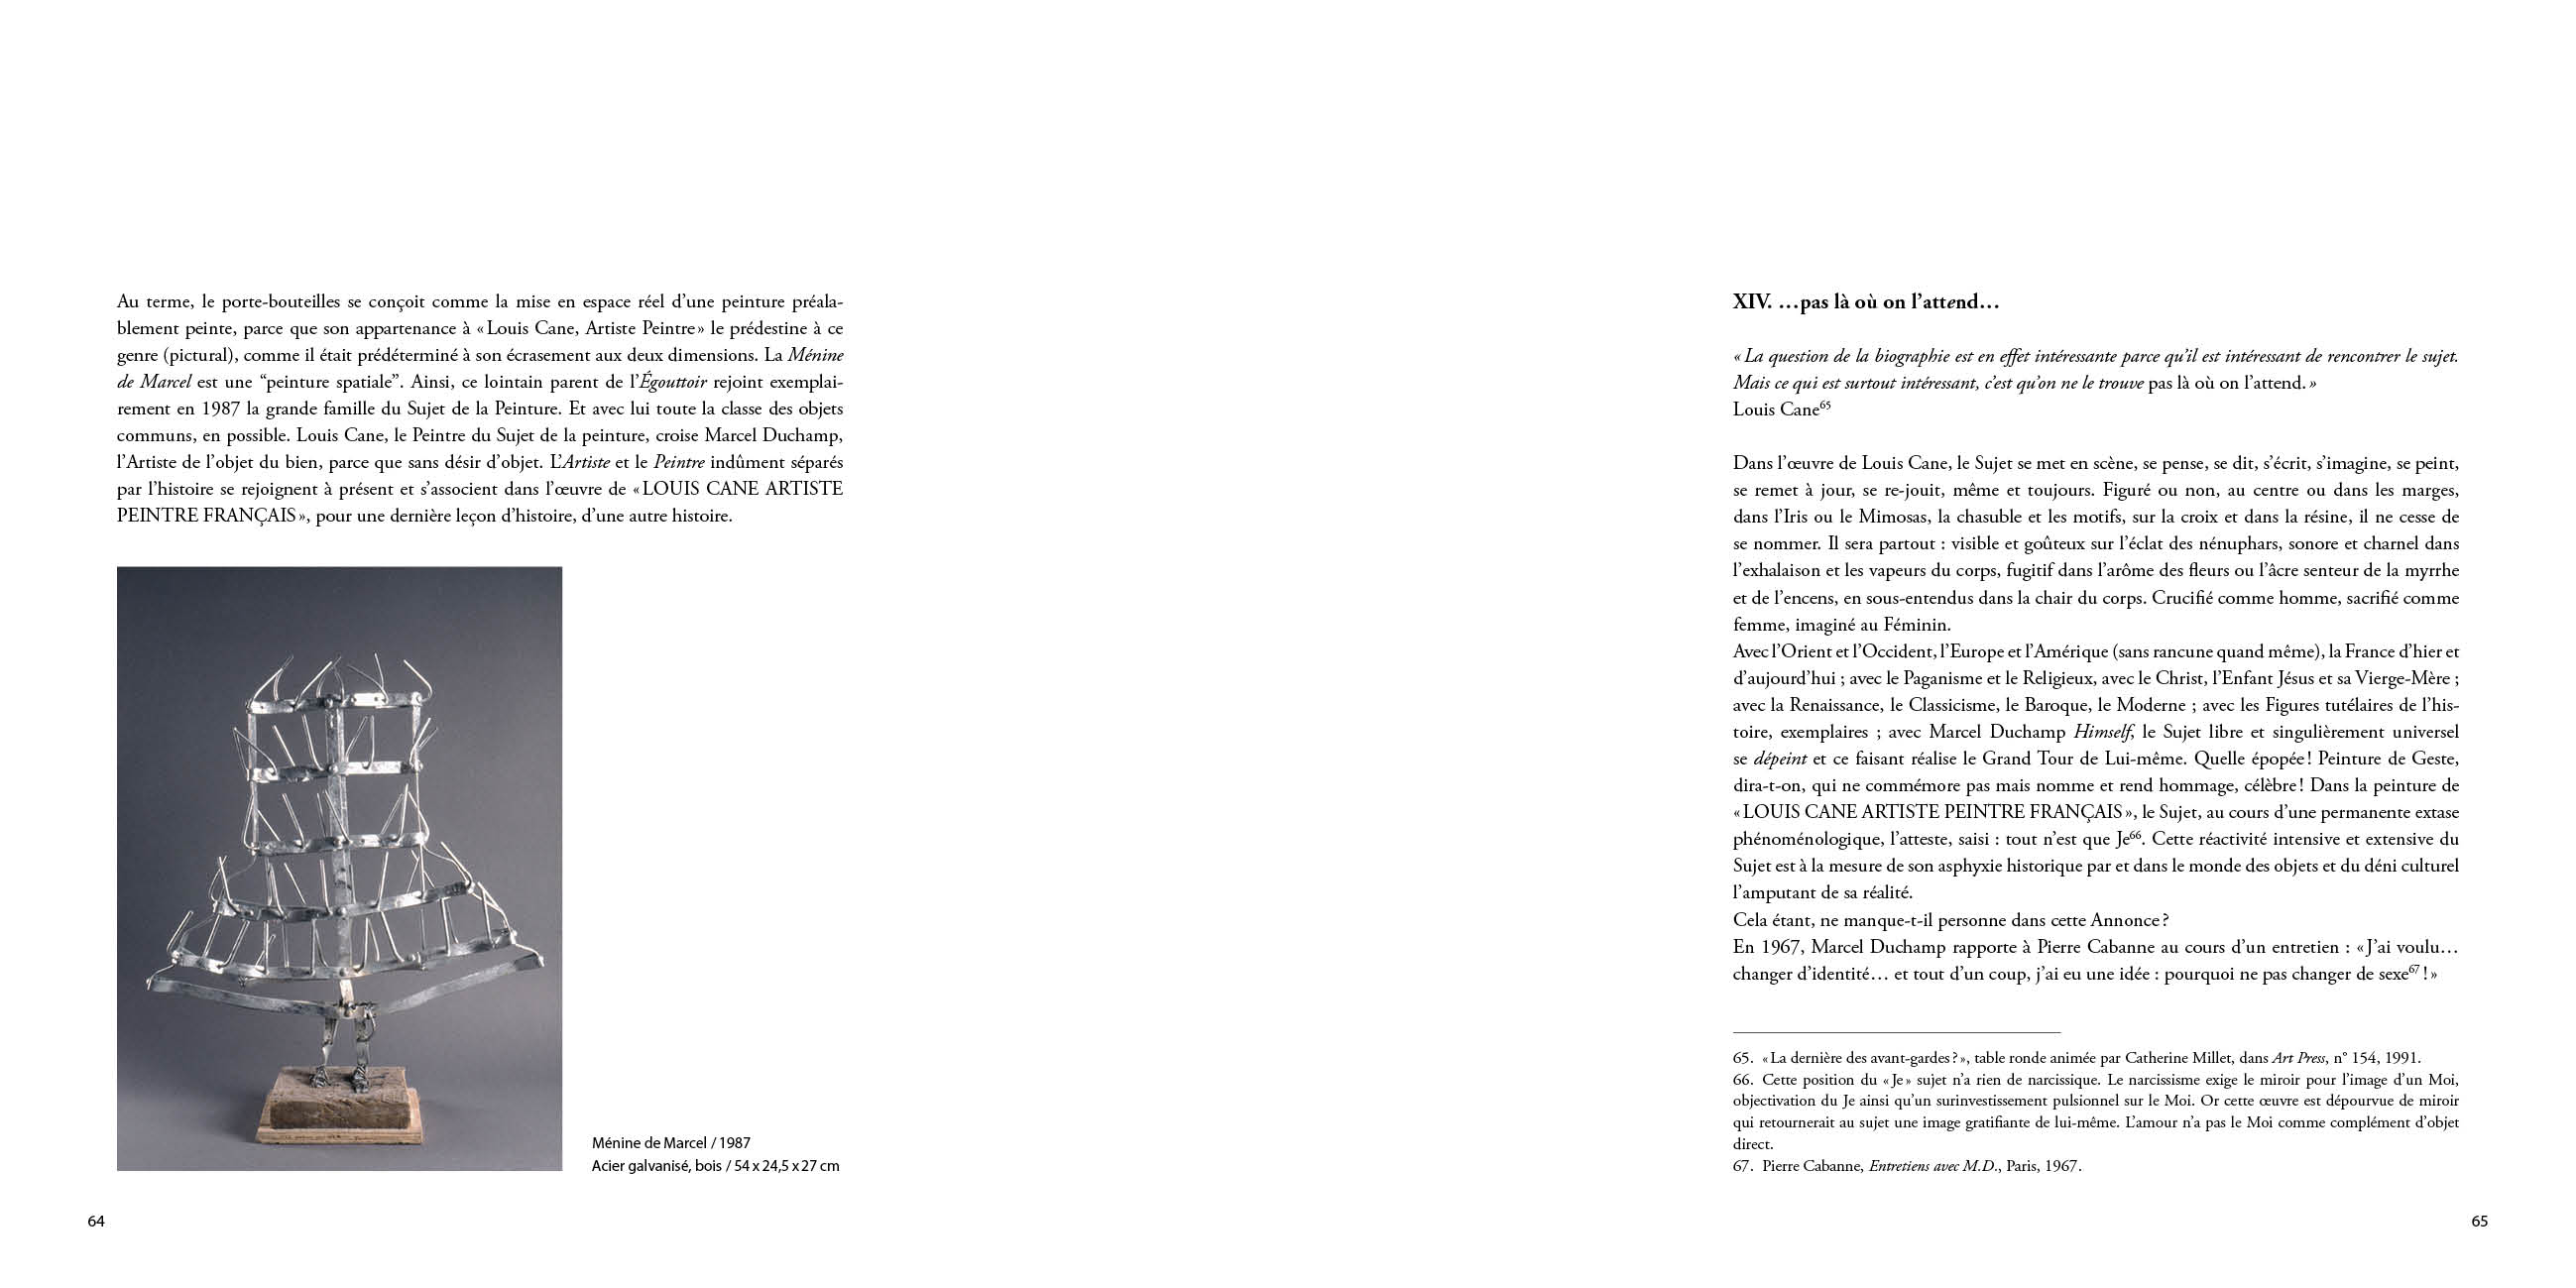 Au terme, le porte-bouteilles se conçoit comme la mise en espace réel d’une peinture préala-
blement peinte, parce que son appartenance à « Louis Cane, Artiste Peintre » le prédestine à ce
genre (pictural), comme il était prédéterminé à son écrasement aux deux dimensions. La Ménine
de Marcel est une “peinture spatiale”. Ainsi, ce lointain parent de l’Égouttoir rejoint exemplai-
rement en 1987 la grande famille du Sujet de la Peinture. Et avec lui toute la classe des objets
communs, en possible. Louis Cane, le Peintre du Sujet de la peinture, croise Marcel Duchamp,
l’Artiste de l’objet du bien, parce que sans désir d’objet. L’Artiste et le Peintre indûment séparés
par l’histoire se rejoignent à présent et s’associent dans l’œuvre de « LOUIS CANE ARTISTE
PEINTRE FRANÇAIS », pour une dernière leçon d’histoire, d’une autre histoire.
Ménine de Marcel / 1987
Acier galvanisé, bois / 54 x 24,5 x 27 cm
64
XIV. …pas là où on l’attend…
« La question de la biographie est en effet intéressante parce qu’il est intéressant de rencontrer le sujet.
Mais ce qui est surtout intéressant, c’est qu’on ne le trouve pas là où on l’attend. »
Louis Cane65
Dans l’œuvre de Louis Cane, le Sujet se met en scène, se pense, se dit, s’écrit, s’imagine, se peint,
se remet à jour, se re-jouit, même et toujours. Figuré ou non, au centre ou dans les marges,
dans l’Iris ou le Mimosas, la chasuble et les motifs, sur la croix et dans la résine, il ne cesse de
se nommer. Il sera partout : visible et goûteux sur l’éclat des nénuphars, sonore et charnel dans
l’exhalaison et les vapeurs du corps, fugitif dans l’arôme des fleurs ou l’âcre senteur de la myrrhe
et de l’encens, en sous-entendus dans la chair du corps. Crucifié comme homme, sacrifié comme
femme, imaginé au Féminin.
Avec l’Orient et l’Occident, l’Europe et l’Amérique (sans rancune quand même), la France d’hier et
d’aujourd’hui ; avec le Paganisme et le Religieux, avec le Christ, l’Enfant Jésus et sa Vierge-Mère ;
avec la Renaissance, le Classicisme, le Baroque, le Moderne ; avec les Figures tutélaires de l’his-
toire, exemplaires ; avec Marcel Duchamp Himself, le Sujet libre et singulièrement universel
se dépeint et ce faisant réalise le Grand Tour de Lui-même. Quelle épopée ! Peinture de Geste,
dira-t-on, qui ne commémore pas mais nomme et rend hommage, célèbre ! Dans la peinture de
« LOUIS CANE ARTISTE PEINTRE FRANÇAIS », le Sujet, au cours d’une permanente extase
phénoménologique, l’atteste, saisi : tout n’est que Je66. Cette réactivité intensive et extensive du
Sujet est à la mesure de son asphyxie historique par et dans le monde des objets et du déni culturel
l’amputant de sa réalité.
Cela étant, ne manque-t-il personne dans cette Annonce ?
En 1967, Marcel Duchamp rapporte à Pierre Cabanne au cours d’un entretien : « J’ai voulu…
changer d’identité… et tout d’un coup, j’ai eu une idée : pourquoi ne pas changer de sexe67 ! »
65. « La dernière des avant-gardes ? », table ronde animée par Catherine Millet, dans Art Press, n° 154, 1991.
66. Cette position du « Je » sujet n’a rien de narcissique. Le narcissisme exige le miroir pour l’image d’un Moi,
objectivation du Je ainsi qu’un surinvestissement pulsionnel sur le Moi. Or cette œuvre est dépourvue de miroir
qui retournerait au sujet une image gratifiante de lui-même. L’amour n’a pas le Moi comme complément d’objet
direct.
67. Pierre Cabanne, Entretiens avec M.D., Paris, 1967.
65